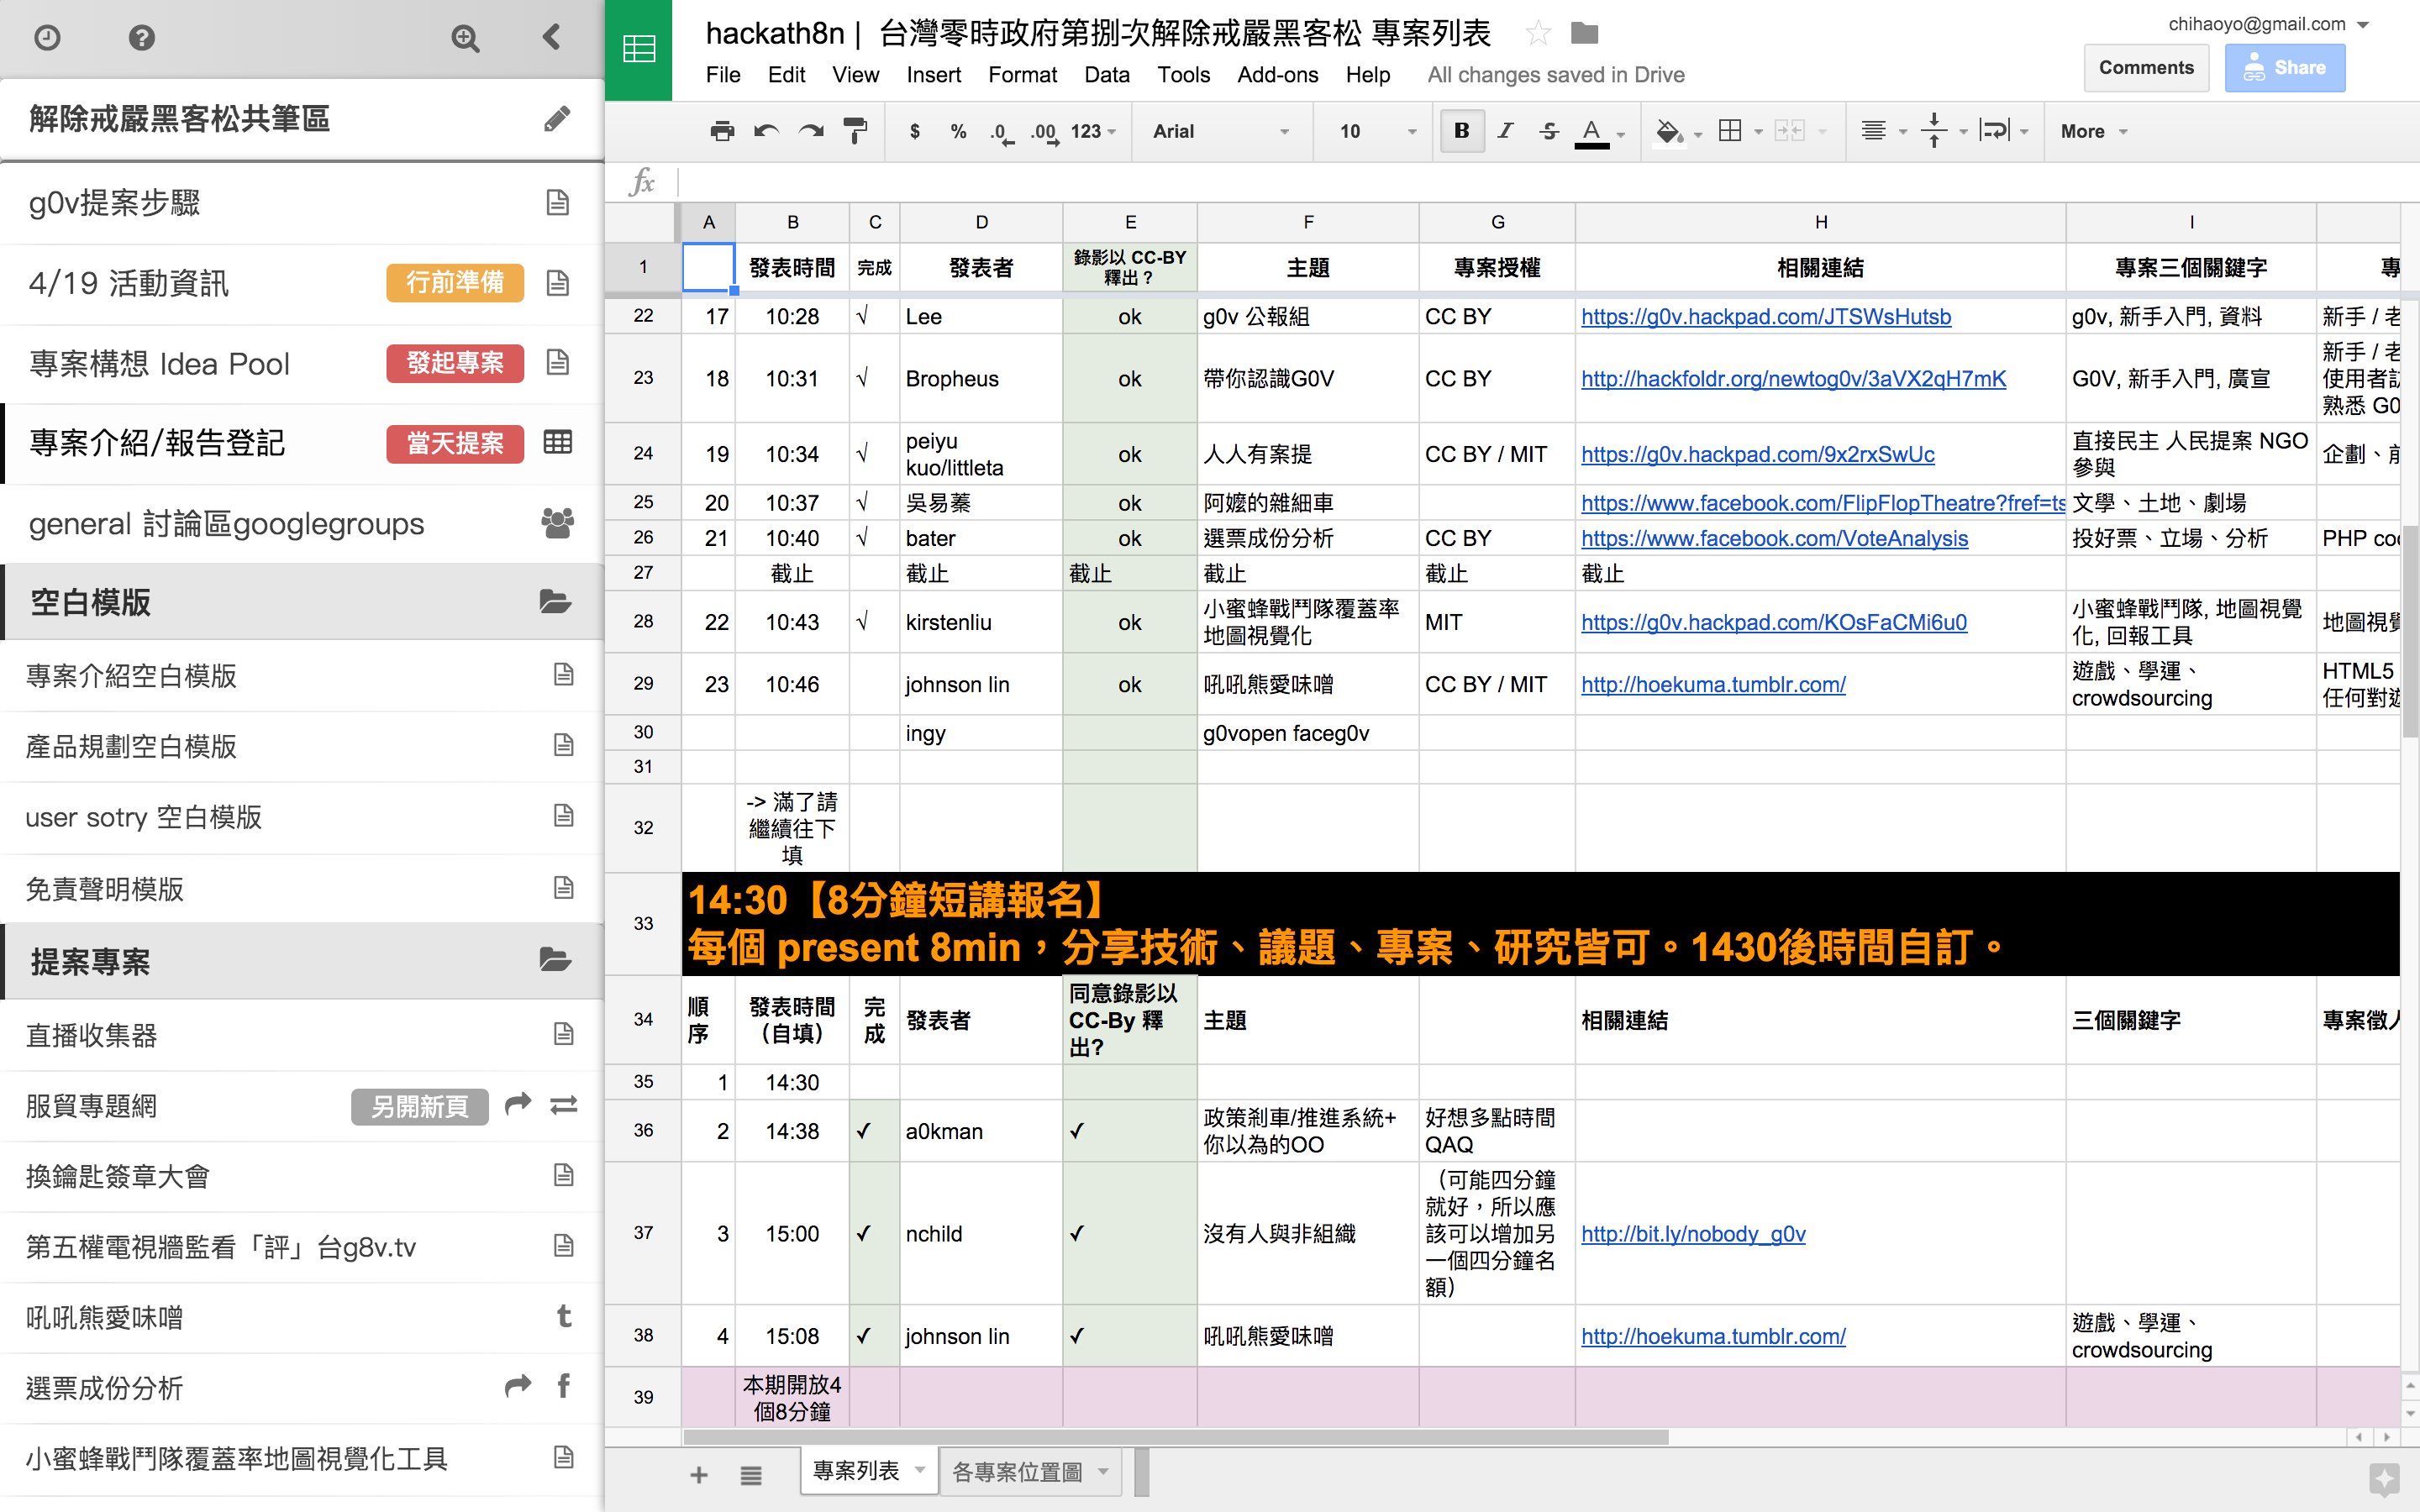 解除戒嚴黑客松共筆區
g0v提案步驟
4/19 活動資訊 行前準備
專案構想 Idea Pool 發起專案
專案介紹/報告登記 當天提案
general 討論區googlegroups
空白模版
專案介紹空白模版
產品規劃空白模版
user sotry 空白模版
免責聲明模版
提案專案
直播收集器
服貿專題網 另開新頁
換鑰匙簽章大會
第五權電視牆監看「評」台g8v.tv
吼吼熊愛味噌
選票成份分析
小蜜蜂戰鬥隊覆蓋率地圖視覺化工具
hackath8n | 台灣零時政府第捌次解除戒嚴黑客松 專案列表
chihaoyo@gmail.com
File Edit View Insert Format Data Tools Add-ons Help All changes saved in Drive
Comments Share
$ % .0 .00 123 Arial 10 B I S A More
fx
A B C D E F G H I
1 發表時間 完成 發表者 錄影以 CC-BY 釋出？ 主題 專案授權 相關連結 專案三個關鍵字 專
22 17 10:28 √ Lee ok g0v 公報組 CC BY https://g0v.hackpad.com/JTSWsHutsb g0v, 新手入門, 資料 新手 / 老
23 18 10:31 √ Bropheus ok 帶你認識G0V CC BY http://hackfoldr.org/newtog0v/3aVX2qH7mK G0V, 新手入門, 廣宣 新手 / 老
使用者訪
熟悉 G0
24 19 10:34 √ peiyu kuo/littleta ok 人人有案提 CC BY / MIT https://g0v.hackpad.com/9x2rxSwUc 直接民主 人民提案 NGO 參與 企劃、前
25 20 10:37 √ 吳易蓁 ok 阿嬤的雜細車 https://www.facebook.com/FlipFlopTheatre?fref=ts 文學、土地、劇場
26 21 10:40 √ bater ok 選票成份分析 CC BY https://www.facebook.com/VoteAnalysis 投好票、立場、分析 PHP cod
27 截止 截止 截止 截止 截止 截止
28 22 10:43 √ kirstenliu ok 小蜜蜂戰鬥隊覆蓋率地圖視覺化 MIT https://g0v.hackpad.com/KOsFaCMi6u0 小蜜蜂戰鬥隊, 地圖視覺化, 回報工具 地圖視覺
29 23 10:46 johnson lin ok 吼吼熊愛味噌 CC BY / MIT http://hoekuma.tumblr.com/ 遊戲、學運、crowdsourcing HTML5
任何對遊
30 ingy g0vopen faceg0v
31
32 -> 滿了請繼續往下填
33 14:30【8分鐘短講報名】
每個 present 8min，分享技術、議題、專案、研究皆可。1430後時間自訂。
34 順序 發表時間（自填） 完成 發表者 同意錄影以 CC-By 釋出? 主題 相關連結 三個關鍵字 專案徵人
35 1 14:30
36 2 14:38 ✓ a0kman ✓ 政策剎車/推進系統+你以為的OO 好想多點時間QAQ
37 3 15:00 ✓ nchild ✓ 沒有人與非組織 （可能四分鐘就好，所以應該可以增加另一個四分鐘名額） http://bit.ly/nobody_g0v
38 4 15:08 ✓ johnson lin ✓ 吼吼熊愛味噌 http://hoekuma.tumblr.com/ 遊戲、學運、crowdsourcing
39 本期開放4個8分鐘
專案列表 各專案位置圖